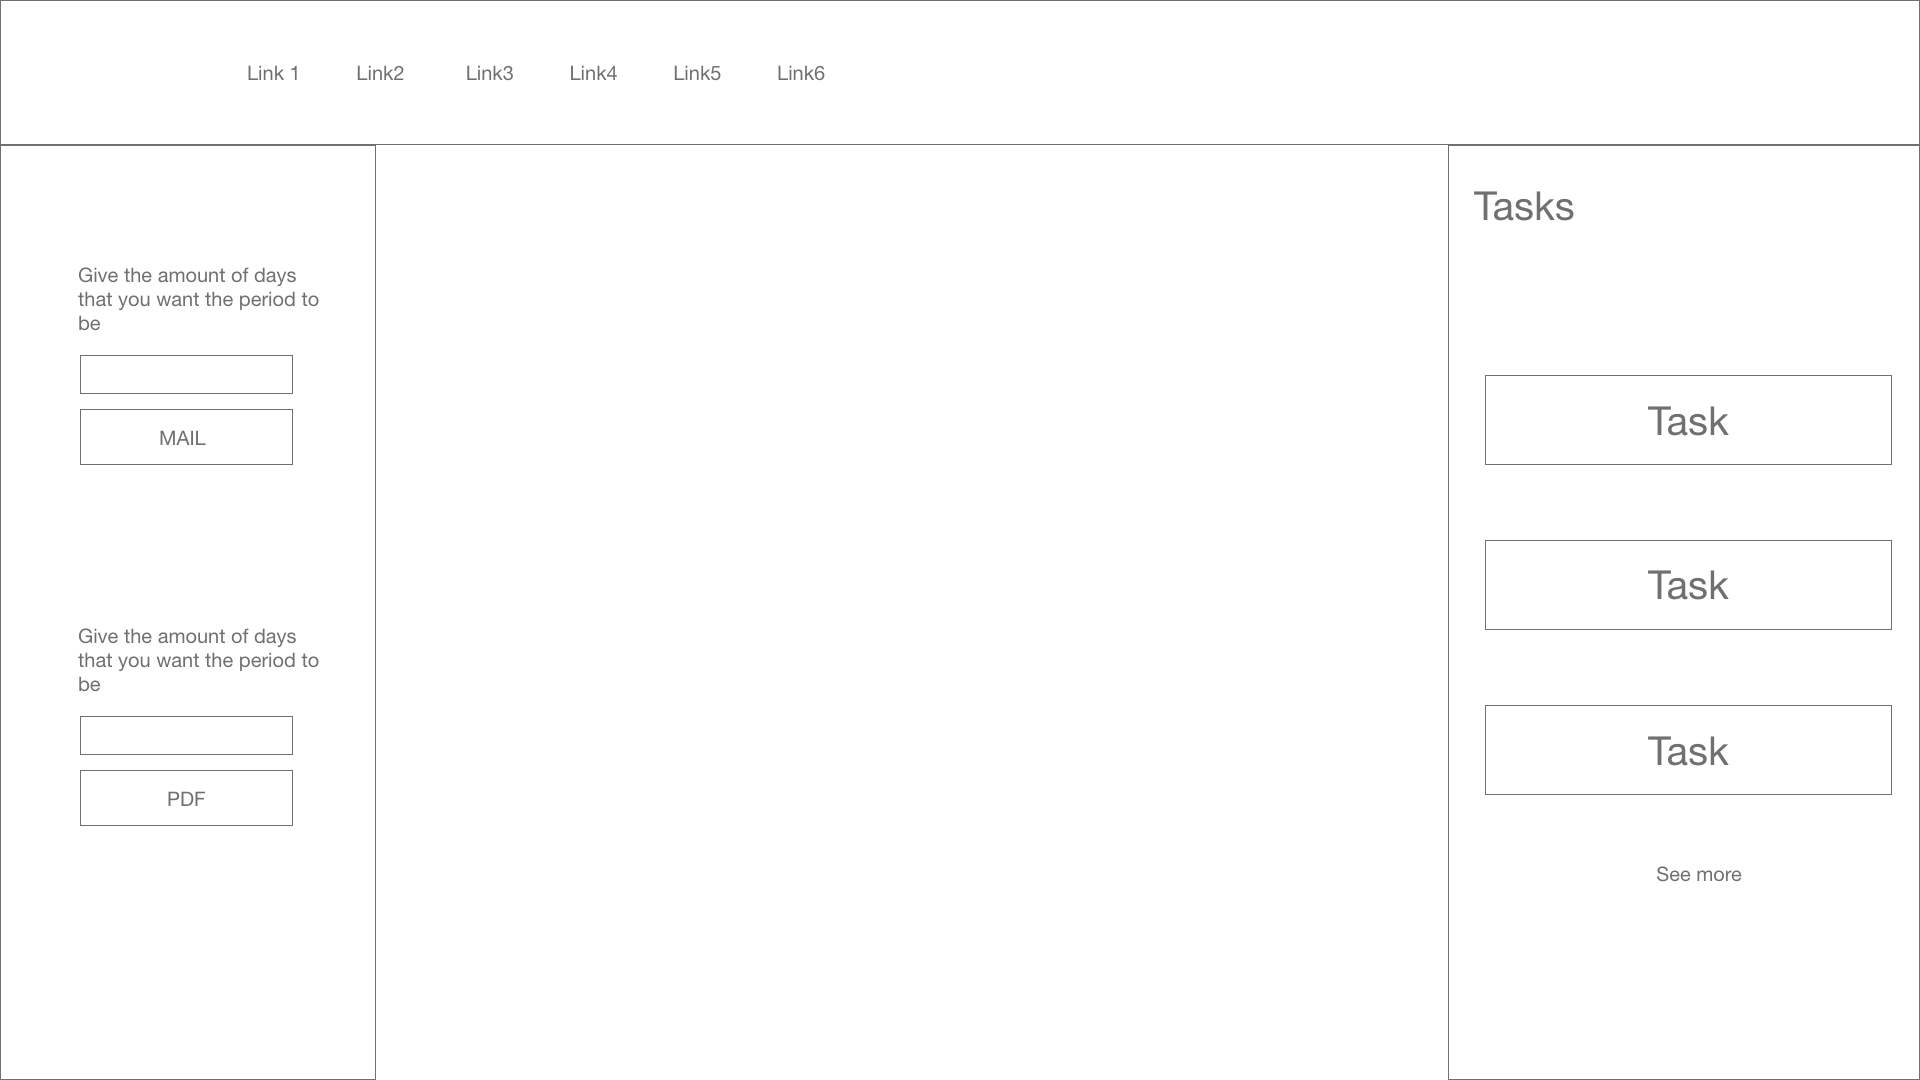 Link 1 Link2 Link3 Link4 Link5 Link6
Give the amount of days
that you want the period to
be
MAIL
Give the amount of days
that you want the period to
be
PDF
Tasks
Task
Task
Task
See more